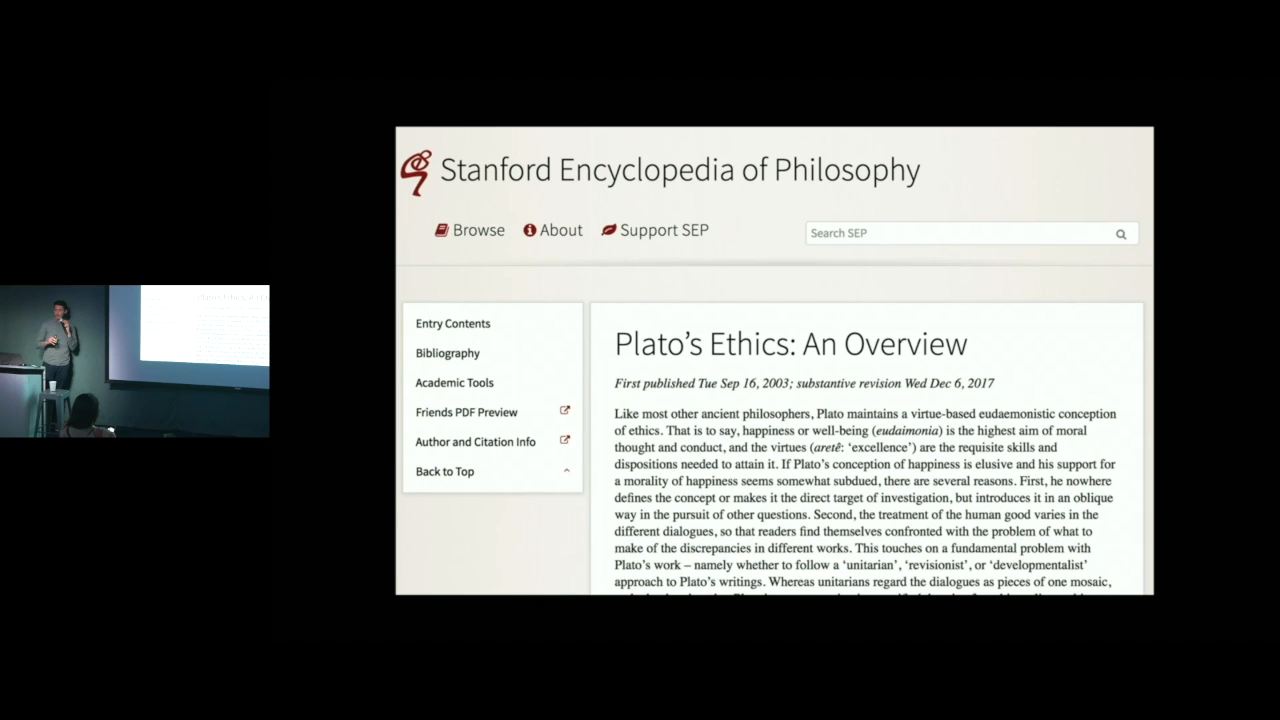 Stanford Encyclopedia of Philosophy
Browse
About
Support SEP
Search SEP
Entry Contents
Bibliography
Academic Tools
Friends PDF Preview
Author and Citation Info
Back to Top
Plato's Ethics: An Overview
First published Tue Sep 16, 2003; substantive revision Wed Dec 6, 2017
Like most other ancient philosophers, Plato maintains a virtue-based eudaemonistic conception
of ethics. That is to say, happiness or well-being (eudaimonia) is the highest aim of moral
thought and conduct, and the virtues (aretê: ‘excellence’) are the requisite skills and
dispositions needed to attain it. If Plato’s conception of happiness is elusive and his support for
a morality of happiness seems somewhat subdued, there are several reasons. First, he nowhere
defines the concept or makes it the direct target of investigation, but introduces it in an oblique
way in the pursuit of other questions. Second, the treatment of the human good varies in the
different dialogues, so that readers find themselves confronted with the problem of what to
make of the discrepancies in different works. This touches on a fundamental problem with
Plato’s work – namely whether to follow a ‘unitarian’, ‘revisionist’, or ‘developmentalist’
approach to Plato’s writings. Whereas unitarians regard the dialogues as pieces of one mosaic,